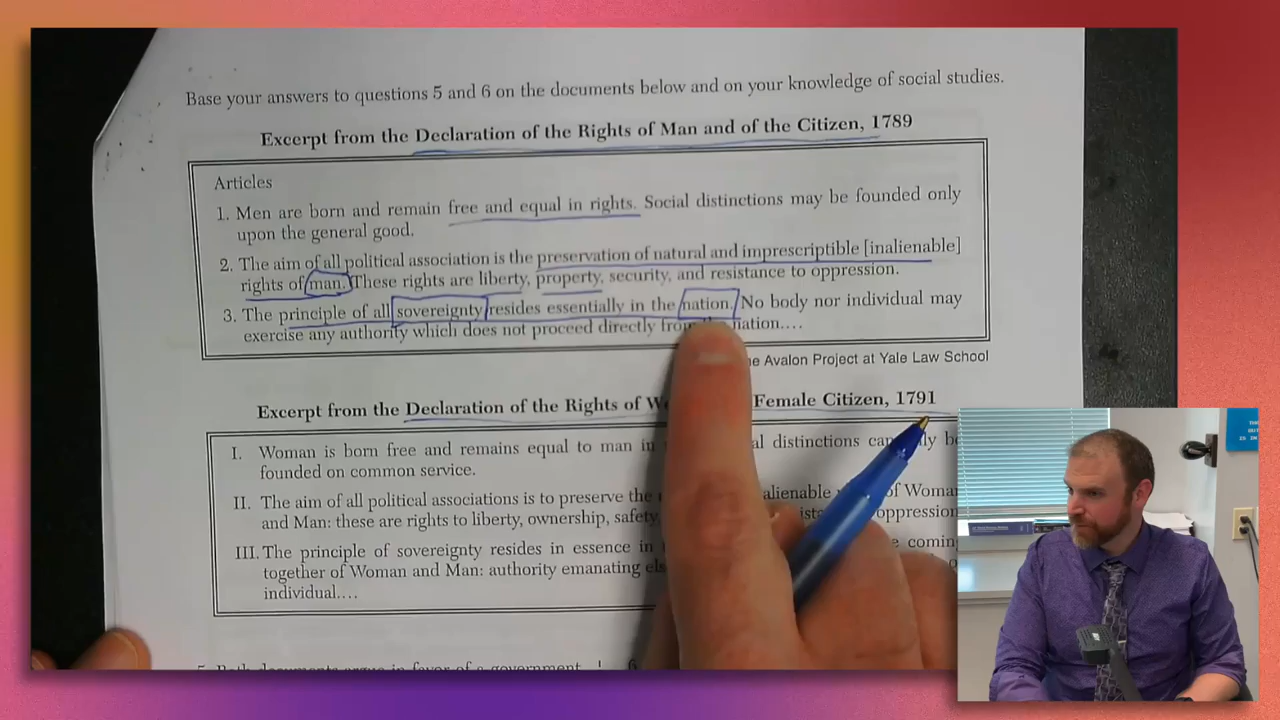 Base your answers to questions 5 and 6 on the documents below and on your knowledge of social studies.
Excerpt from the Declaration of the Rights of Man and of the Citizen, 1789
Articles
1. Men are born and remain free and equal in rights. Social distinctions may be founded only
upon the general good.
2. The aim of all political association is the preservation of natural and imprescriptible [inalienable]
rights of man. These rights are liberty, property, security, and resistance to oppression.
3. The principle of all sovereignty resides essentially in the nation. No body nor individual may
exercise any authority which does not proceed directly from nation....
Avalon Project at Yale Law School
Excerpt from the Declaration of the Rights of Female Citizen, 1791
I. Woman is born free and remains equal to man in distinctions
founded on common service.
II. The aim of all political associations is to preserve the of Woman
and Man: these are rights to liberty, ownership, safety, oppression
III. The principle of sovereignty resides in essence in coming
together of Woman and Man: authority emanating
individual....